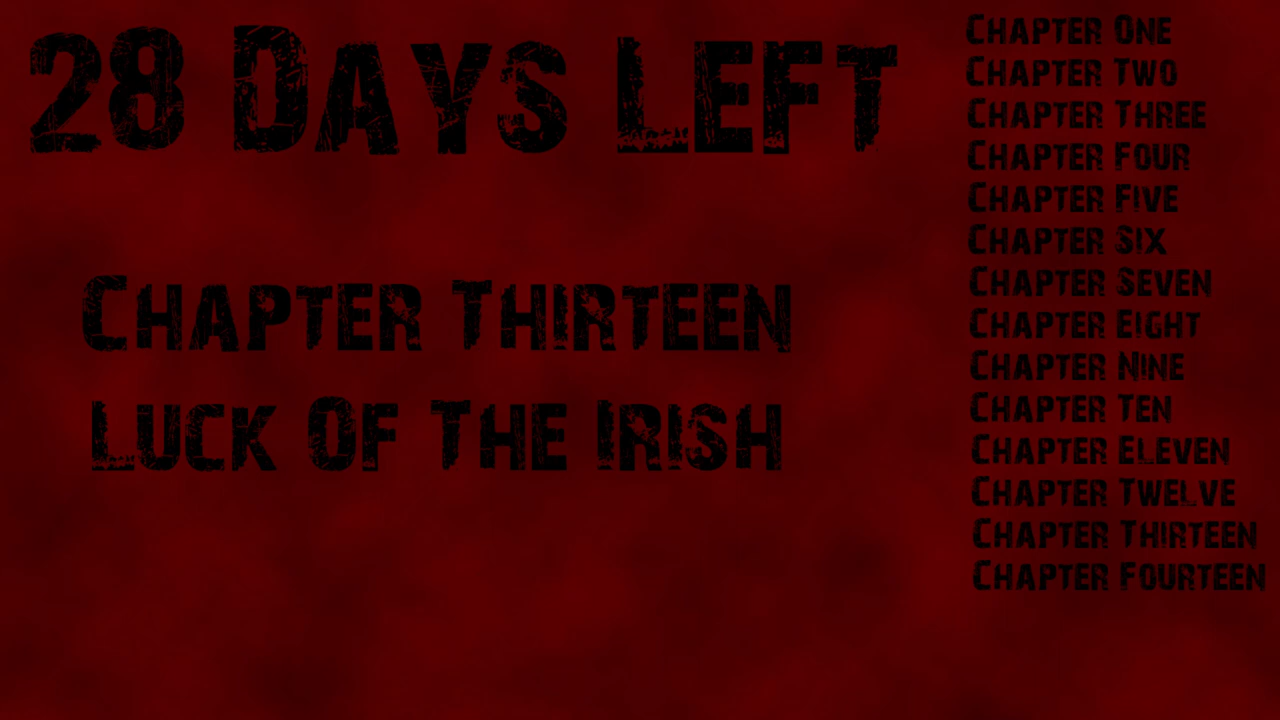 28 Days Left
Chapter Thirteen
Luck Of The Irish
Chapter One
Chapter Two
Chapter Three
Chapter Four
Chapter Five
Chapter Six
Chapter Seven
Chapter Eight
Chapter Nine
Chapter Ten
Chapter Eleven
Chapter Twelve
Chapter Thirteen
Chapter Fourteen